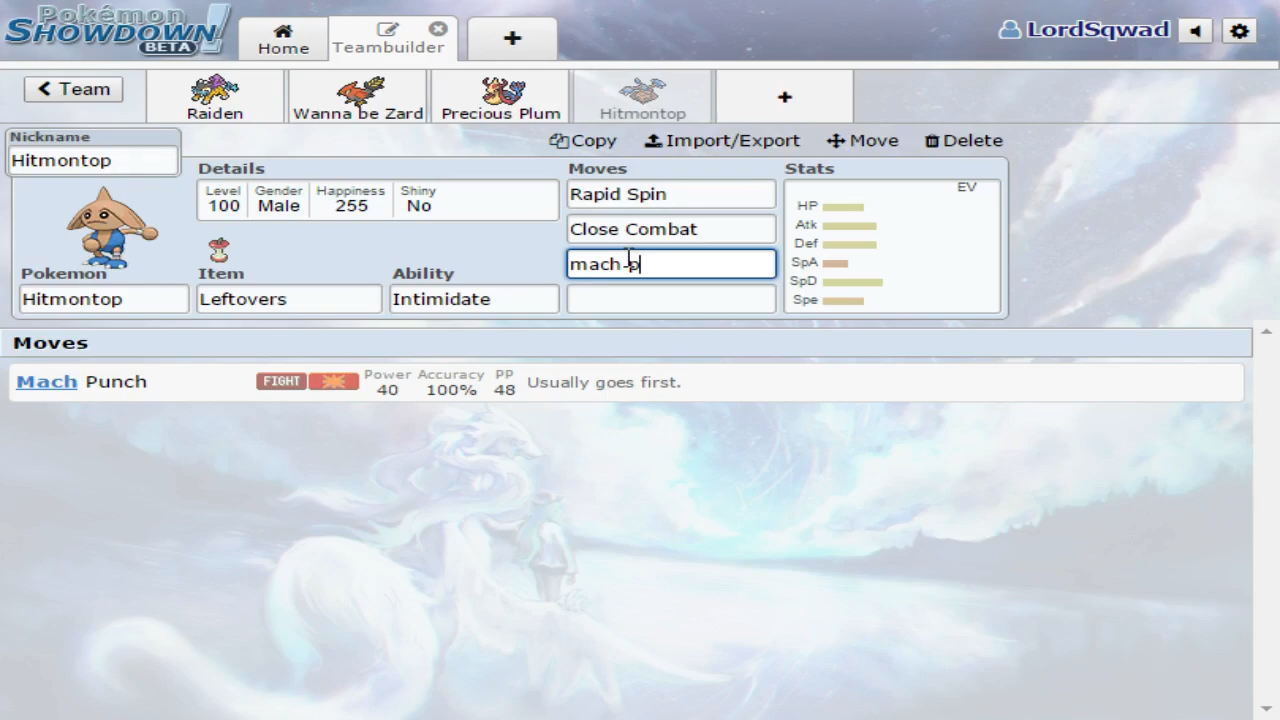 Pokémon
SHOWDOWN!
BETA
Home
Teambuilder
+
LordSqwad
< Team
Raiden
Wanna be Zard
Precious Plum
Hitmontop
+
Nickname
Hitmontop
Copy
Import/Export
Move
Delete
Details
Level
100
Gender
Male
Happiness
255
Shiny
No
Pokemon
Hitmontop
Item
Leftovers
Ability
Intimidate
Moves
Rapid Spin
Close Combat
mach p
Stats
EV
HP
Atk
Def
SpA
SpD
Spe
Moves
Mach Punch
FIGHT
Power
40
Accuracy
100%
PP
48
Usually goes first.